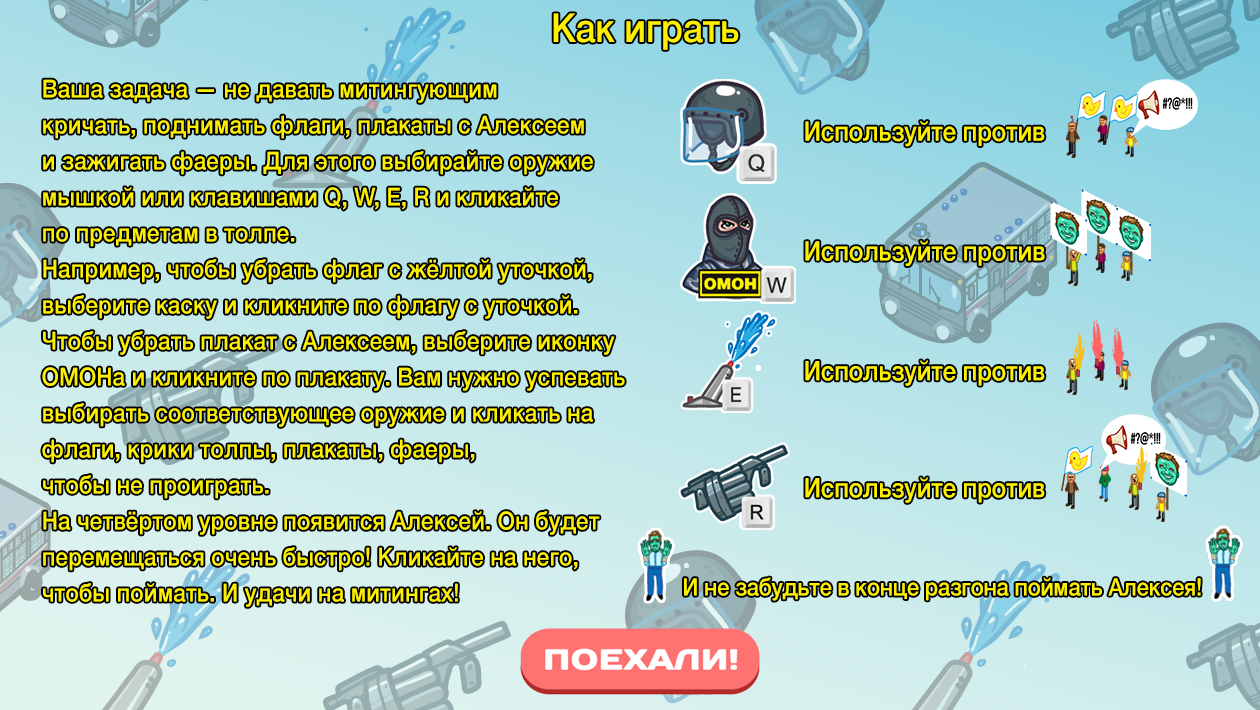 Как играть
Ваша задача — не давать митингующим
кричать, поднимать флаги, плакаты с Алексеем
и зажигать фаеры. Для этого выбирайте оружие
мышкой или клавишами Q, W, E, R и кликайте
по предметам в толпе.
Например, чтобы убрать флаг с жёлтой уточкой,
выберите каску и кликните по флагу с уточкой.
Чтобы убрать плакат с Алексеем, выберите иконку
ОМОНа и кликните по плакату. Вам нужно успевать
выбирать соответствующее оружие и кликать на
флаги, крики толпы, плакаты, фаеры,
чтобы не проиграть.
На четвёртом уровне появится Алексей. Он будет
перемещаться очень быстро! Кликайте на него,
чтобы поймать. И удачи на митингах!
Q
Используйте против
#?@*!!!
ОМОН
W
Используйте против
E
Используйте против
R
Используйте против
#?@*!!!
И не забудьте в конце разгона поймать Алексея!
ПОЕХАЛИ!